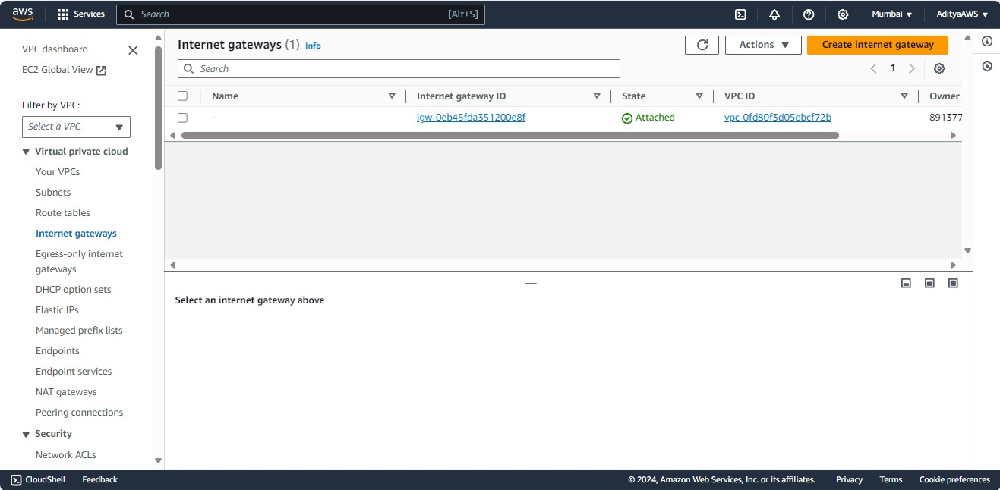 aws Services Search [Alt+S] Mumbai AdityaAWS
VPC dashboard
EC2 Global View
Filter by VPC:
Select a VPC
Virtual private cloud
Your VPCs
Subnets
Route tables
Internet gateways
Egress-only internet
gateways
DHCP option sets
Elastic IPs
Managed prefix lists
Endpoints
Endpoint services
NAT gateways
Peering connections
Security
Network ACLs
Internet gateways (1) Info
Actions
Create internet gateway
Search
1
Name Internet gateway ID State VPC ID Owner
– igw-0eb45fda351200e8f Attached vpc-0fd80f3d05dbcf72b 891377
Select an internet gateway above
CloudShell Feedback © 2024, Amazon Web Services, Inc. or its affiliates. Privacy Terms Cookie preferences